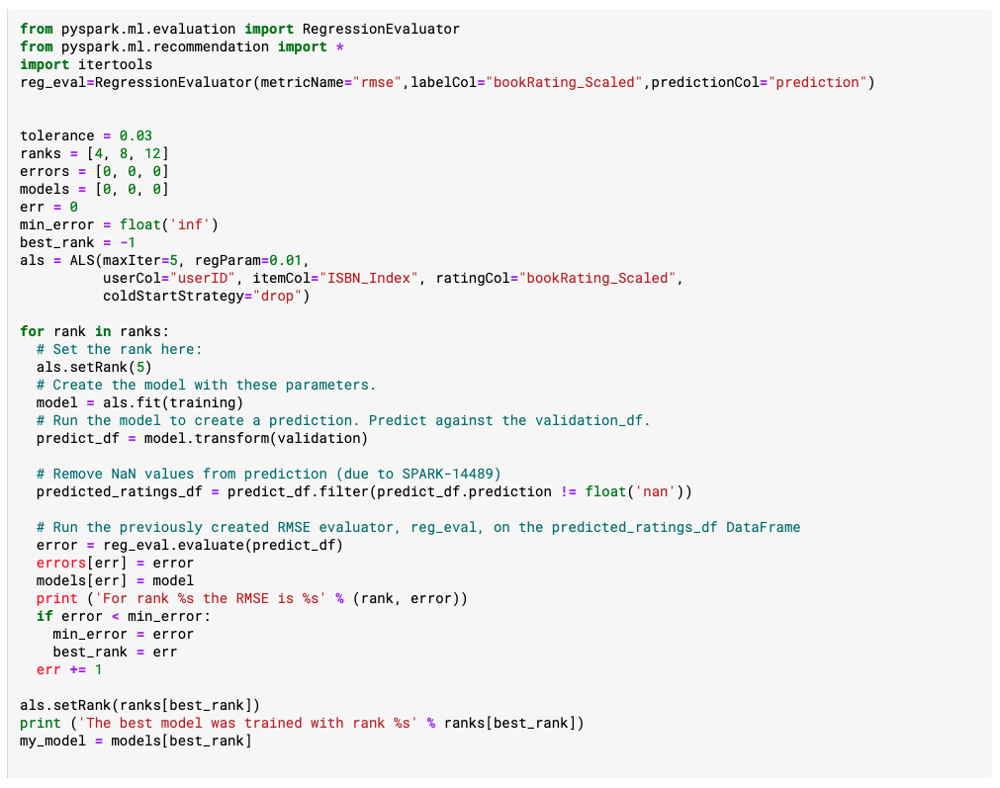 from pyspark.ml.evaluation import RegressionEvaluator
from pyspark.ml.recommendation import *
import itertools
reg_eval=RegressionEvaluator(metricName="rmse",labelCol="bookRating_Scaled",predictionCol="prediction")
tolerance = 0.03
ranks = [4, 8, 12]
errors = [0, 0, 0]
models = [0, 0, 0]
err = 0
min_error = float('inf')
best_rank = -1
als = ALS(maxIter=5, regParam=0.01,
          userCol="userID", itemCol="ISBN_Index", ratingCol="bookRating_Scaled",
          coldStartStrategy="drop")
for rank in ranks:
  # Set the rank here:
  als.setRank(5)
  # Create the model with these parameters.
  model = als.fit(training)
  # Run the model to create a prediction. Predict against the validation_df.
  predict_df = model.transform(validation)
  # Remove NaN values from prediction (due to SPARK-14489)
  predicted_ratings_df = predict_df.filter(predict_df.prediction != float('nan'))
  # Run the previously created RMSE evaluator, reg_eval, on the predicted_ratings_df DataFrame
  error = reg_eval.evaluate(predict_df)
  errors[err] = error
  models[err] = model
  print ('For rank %s the RMSE is %s' % (rank, error))
  if error < min_error:
    min_error = error
    best_rank = err
  err += 1
als.setRank(ranks[best_rank])
print ('The best model was trained with rank %s' % ranks[best_rank])
my_model = models[best_rank]